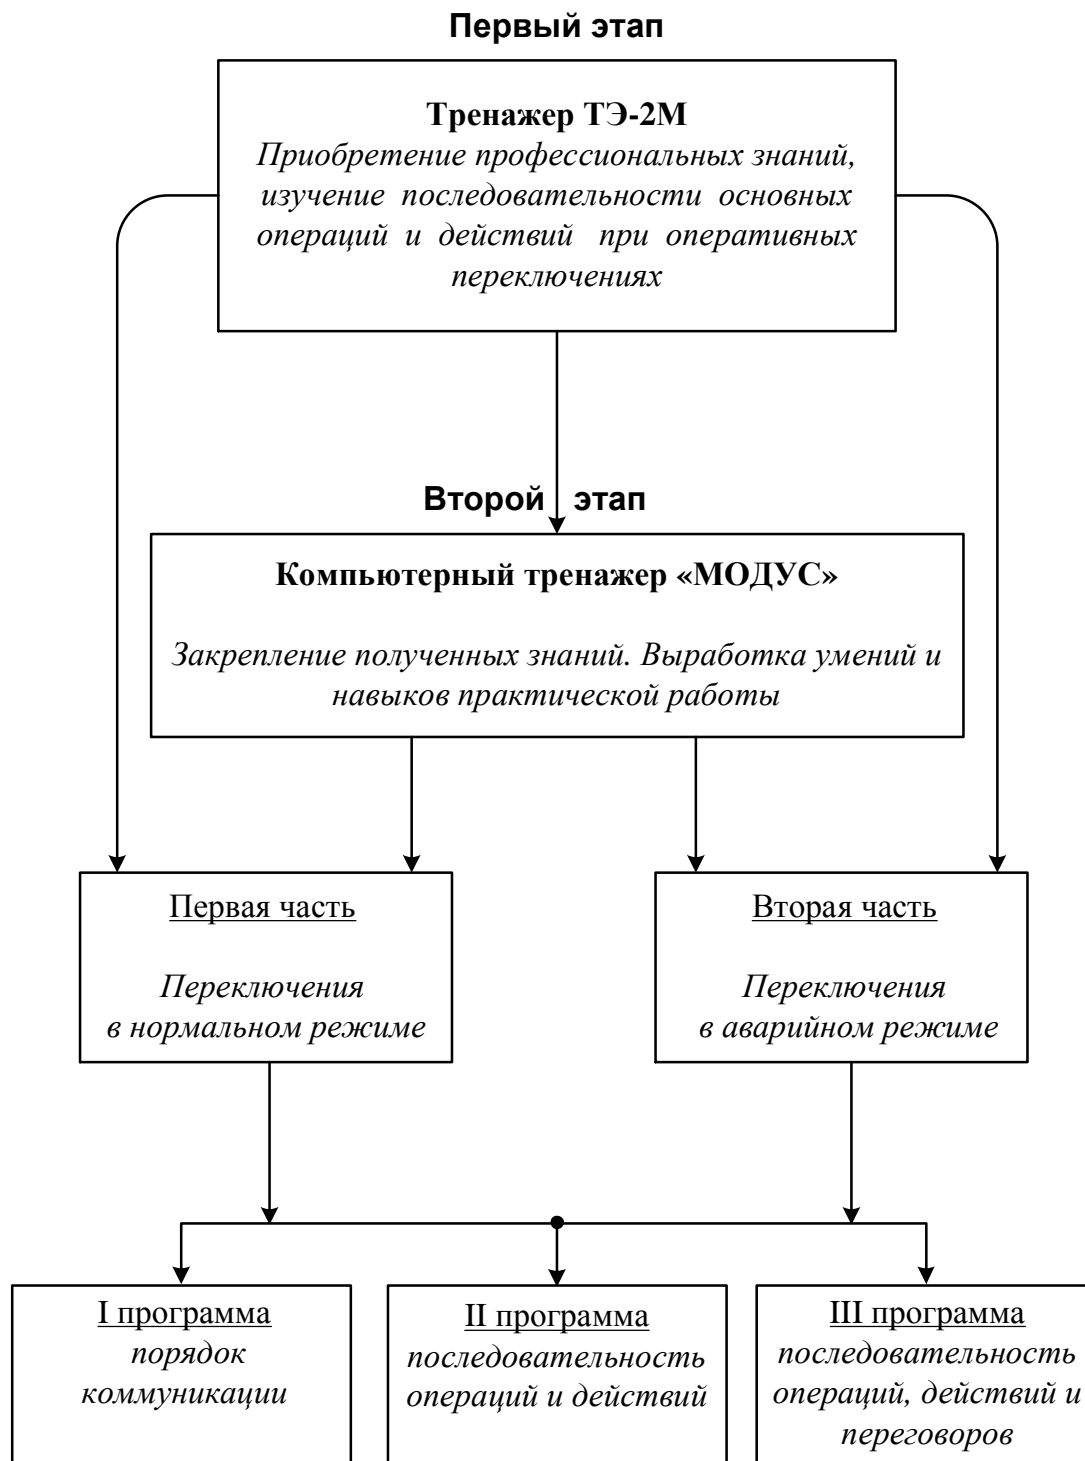 Первый этап
Тренажер ТЭ-2М
Приобретение профессиональных знаний,
изучение последовательности основных
операций и действий при оперативных
переключениях
Второй этап
Компьютерный тренажер «МОДУС»
Закрепление полученных знаний. Выработка умений и
навыков практической работы
Первая часть
Переключения
в нормальном режиме
Вторая часть
Переключения
в аварийном режиме
I программа
порядок
коммуникации
II программа
последовательность
операций и действий
III программа
последовательность
операций, действий и
переговоров